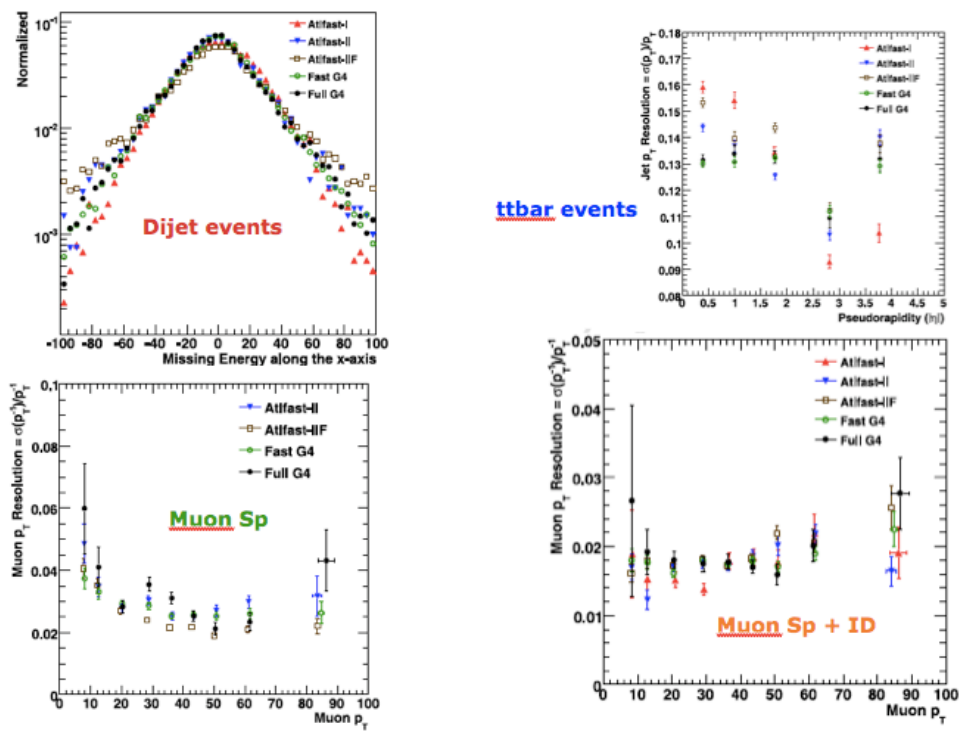 Normalized
10⁻¹
10⁻²
10⁻³
Atlfast-I
Atlfast-II
Atlfast-IIF
Fast G4
Full G4
Dijet events
-100 -80 -60 -40 -20 0 20 40 60 80 100
Missing Energy along the x-axis
ttbar events
Jet p_T Resolution = σ(p_T)/p_T
0.18
0.17
0.16
0.15
0.14
0.13
0.12
0.11
0.1
0.09
0.08
Atlfast-I
Atlfast-II
Atlfast-IIF
Fast G4
Full G4
0 0.5 1 1.5 2 2.5 3 3.5 4 4.5 5
Pseudorapidity (|η|)
Muon p_T Resolution = σ(p_T⁻¹)/p_T⁻¹
0.1
0.08
0.06
0.04
0.02
0
Atlfast-II
Atlfast-IIF
Fast G4
Full G4
Muon Sp
0 10 20 30 40 50 60 70 80 90 100
Muon p_T
Muon p_T Resolution = σ(p_T⁻¹)/p_T⁻¹
0.05
0.04
0.03
0.02
0.01
0.00
Atlfast-I
Atlfast-II
Atlfast-IIF
Fast G4
Full G4
Muon Sp + ID
0 10 20 30 40 50 60 70 80 90 100
Muon p_T